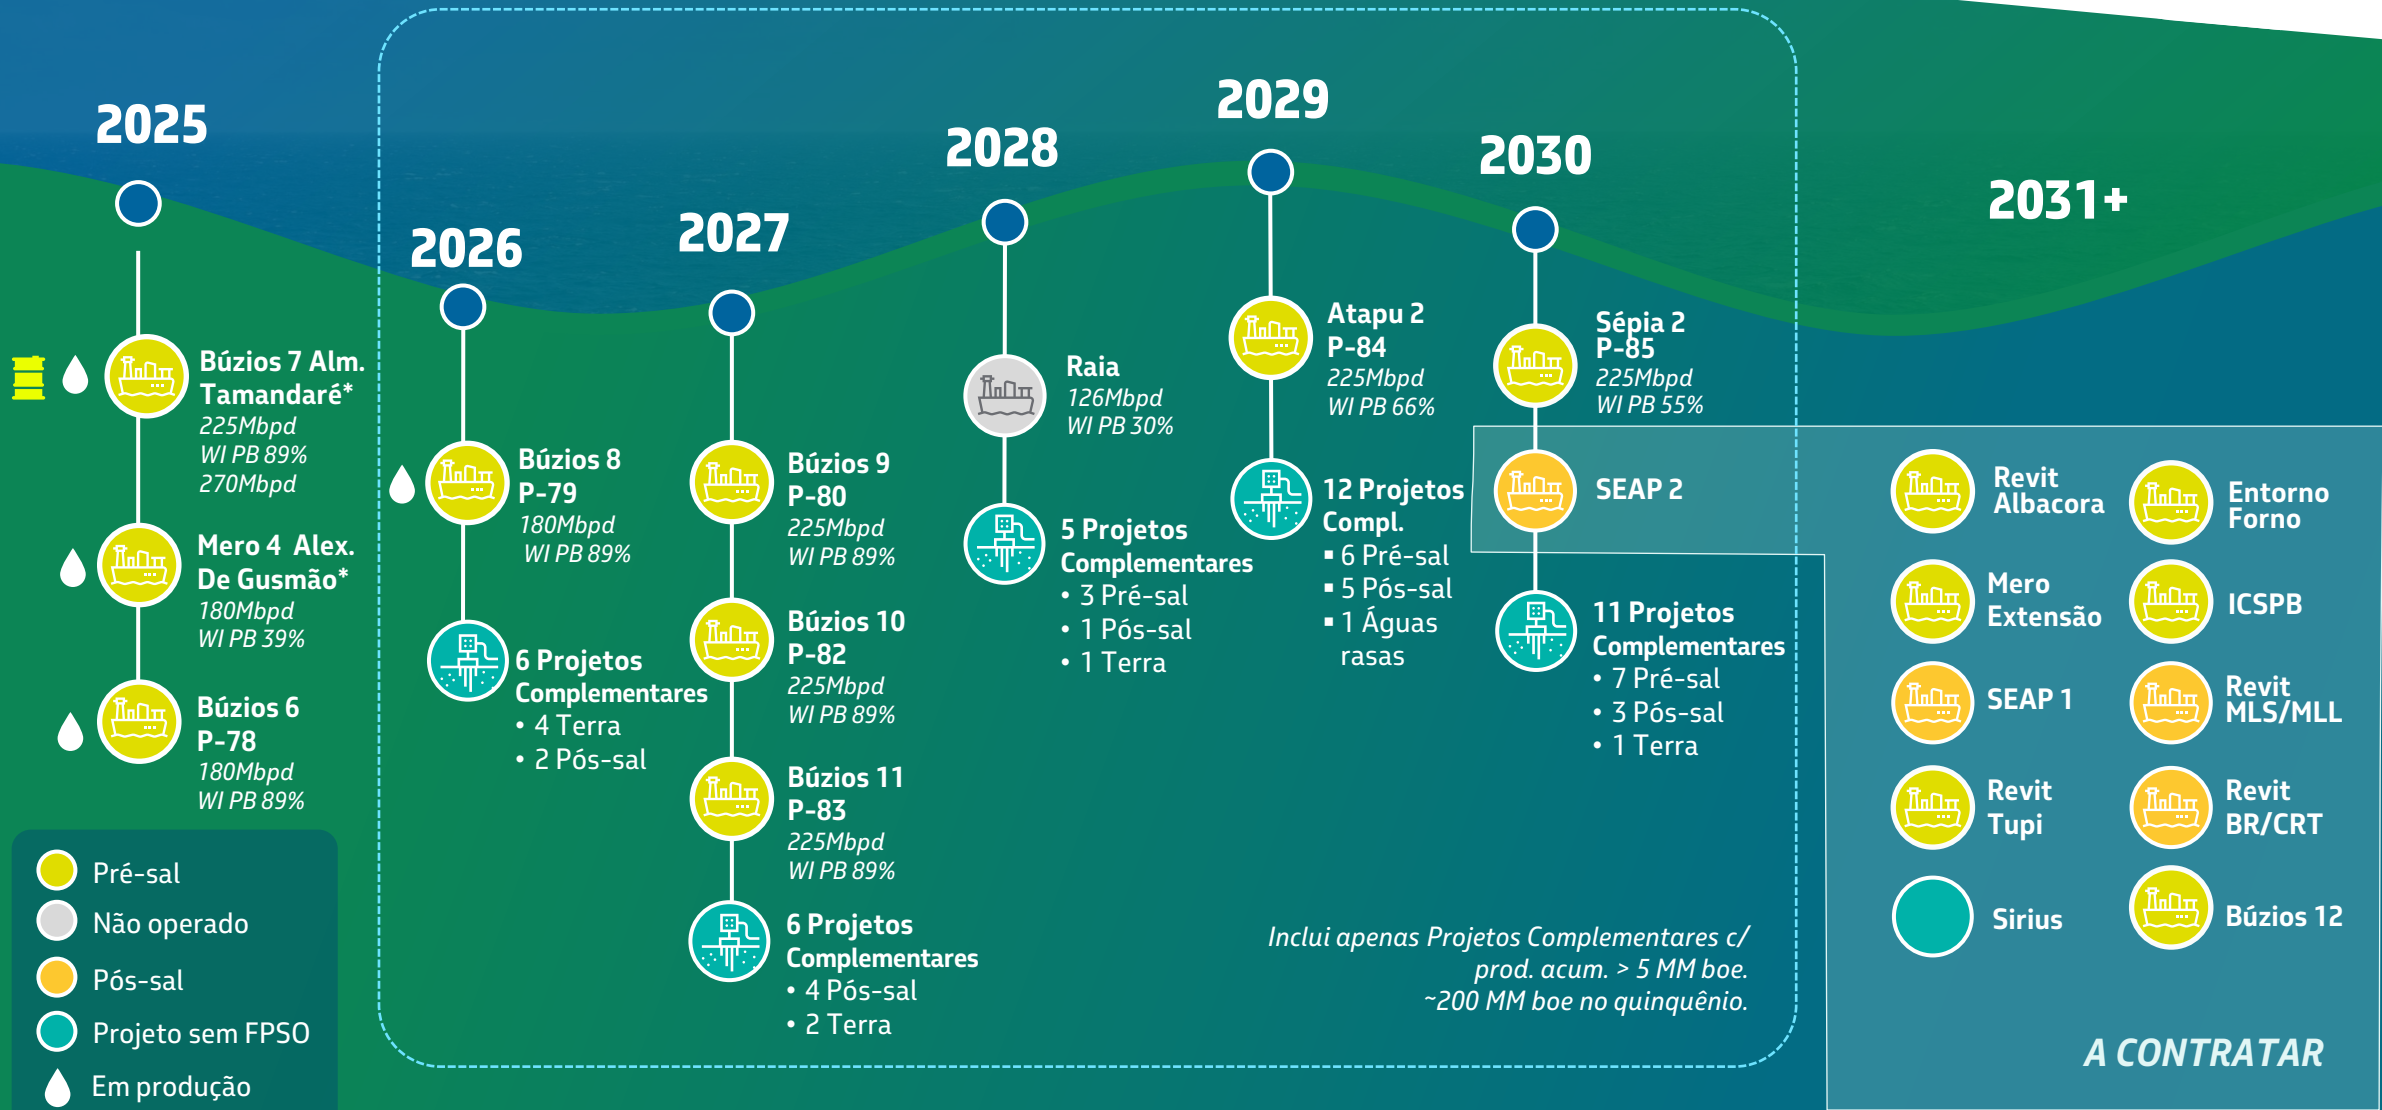 2025
Búzios 7 Alm.
Tamandaré*
225Mbpd
WI PB 89%
270Mbpd
Mero 4 Alex.
De Gusmão*
180Mbpd
WI PB 39%
Búzios 6
P-78
180Mbpd
WI PB 89%
2026
Búzios 8
P-79
180Mbpd
WI PB 89%
6 Projetos
Complementares
• 4 Terra
• 2 Pós-sal
2027
Búzios 9
P-80
225Mbpd
WI PB 89%
Búzios 10
P-82
225Mbpd
WI PB 89%
Búzios 11
P-83
225Mbpd
WI PB 89%
6 Projetos
Complementares
• 4 Pós-sal
• 2 Terra
2028
Raia
126Mbpd
WI PB 30%
5 Projetos
Complementares
• 3 Pré-sal
• 1 Pós-sal
• 1 Terra
2029
Atapu 2
P-84
225Mbpd
WI PB 66%
12 Projetos
Compl.
▪ 6 Pré-sal
▪ 5 Pós-sal
▪ 1 Águas
rasas
2030
Sépia 2
P-85
225Mbpd
WI PB 55%
SEAP 2
11 Projetos
Complementares
• 7 Pré-sal
• 3 Pós-sal
• 1 Terra
2031+
Revit
Albacora
Entorno
Forno
Mero
Extensão
ICSPB
SEAP 1
Revit
MLS/MLL
Revit
Tupi
Revit
BR/CRT
Sirius
Búzios 12
A CONTRATAR
Inclui apenas Projetos Complementares c/
prod. acum. > 5 MM boe.
~200 MM boe no quinquênio.
Pré-sal
Não operado
Pós-sal
Projeto sem FPSO
Em produção